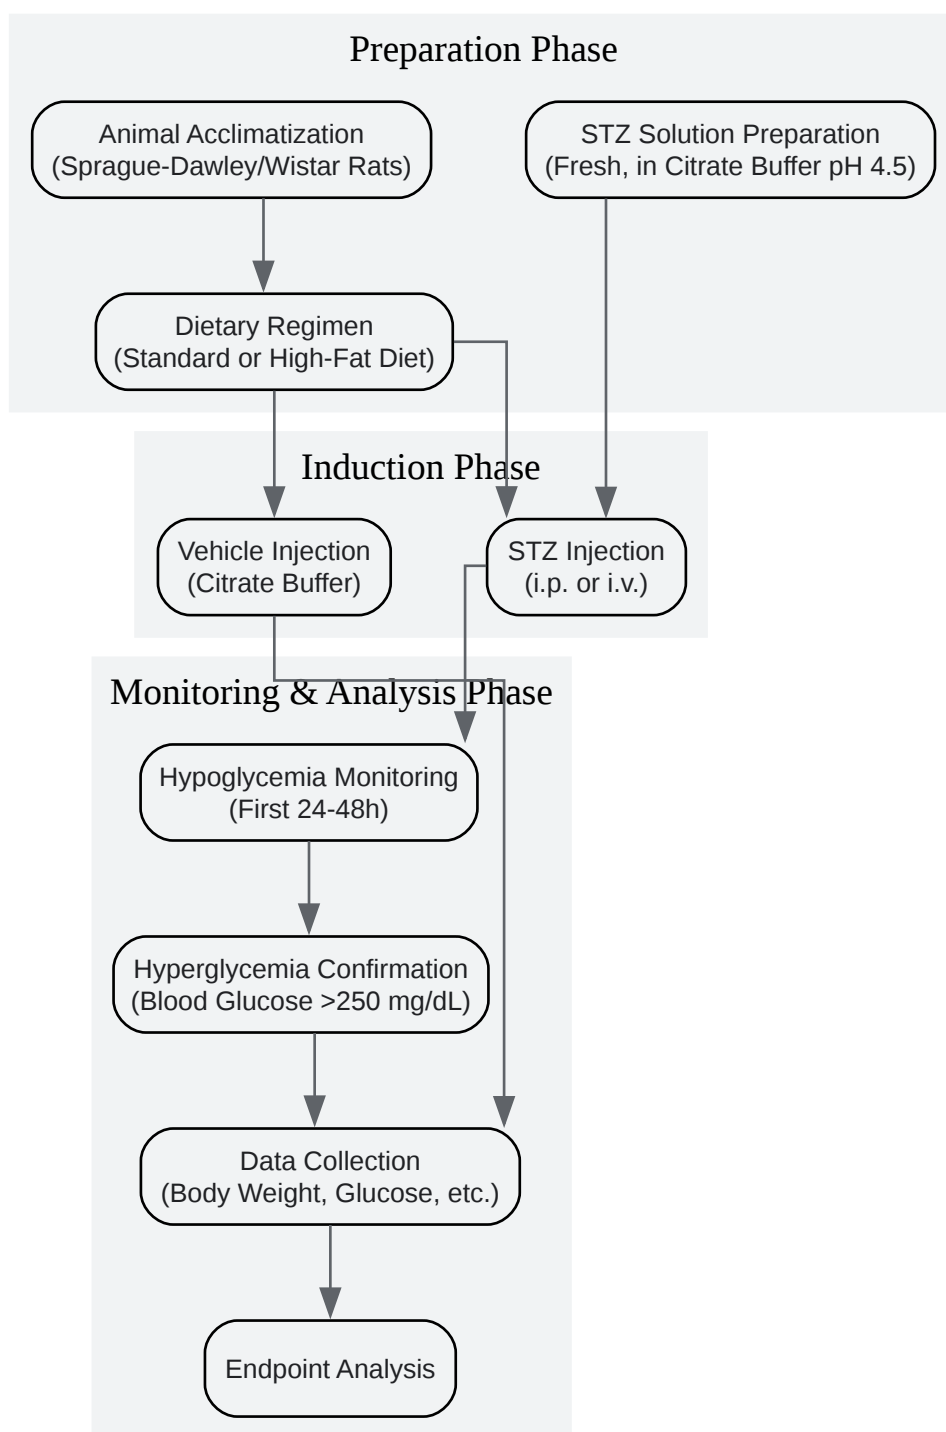 Preparation Phase
Animal Acclimatization
(Sprague-Dawley/Wistar Rats)
STZ Solution Preparation
(Fresh, in Citrate Buffer pH 4.5)
Dietary Regimen
(Standard or High-Fat Diet)
Induction Phase
Vehicle Injection
(Citrate Buffer)
STZ Injection
(i.p. or i.v.)
Monitoring & Analysis Phase
Hypoglycemia Monitoring
(First 24-48h)
Hyperglycemia Confirmation
(Blood Glucose >250 mg/dL)
Data Collection
(Body Weight, Glucose, etc.)
Endpoint Analysis